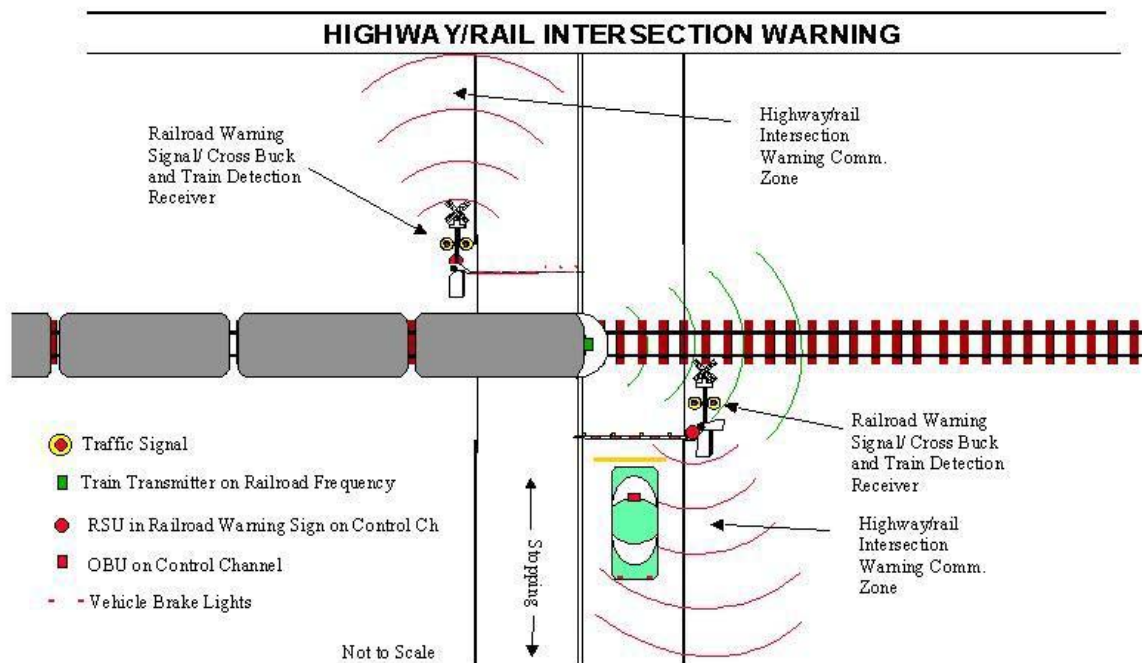 HIGHWAY/RAIL INTERSECTION WARNING
Railroad Warning
Signal/ Cross Buck
and Train Detection
Receiver
Highway/rail
Intersection
Warning Comm.
Zone
Traffic Signal
Train Transmitter on Railroad Frequency
RSU in Railroad Warning Sign on Control Ch
OBU on Control Channel
Vehicle Brake Lights
Not to Scale
Stopping
Railroad Warning
Signal/ Cross Buck
and Train Detection
Receiver
Highway/rail
Intersection
Warning Comm.
Zone